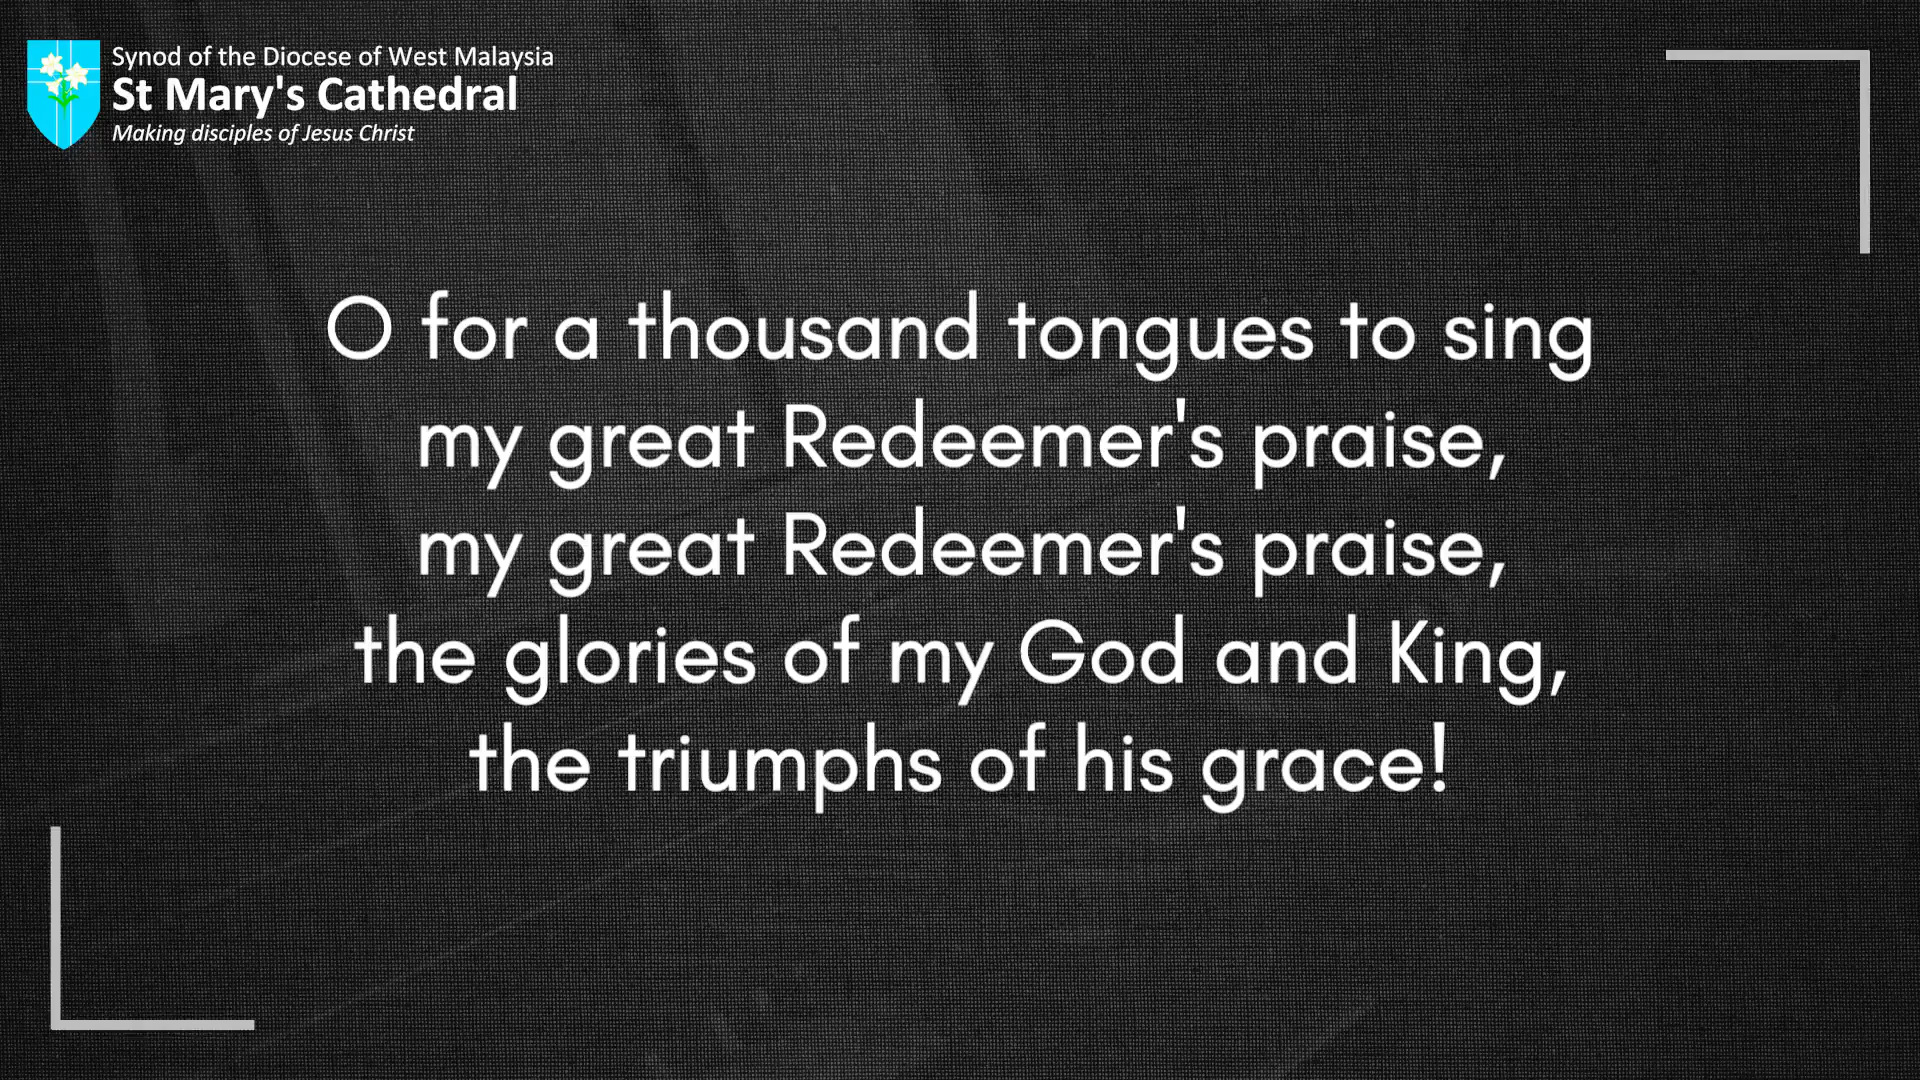 Synod of the Diocese of West Malaysia
St Mary's Cathedral
Making disciples of Jesus Christ
O for a thousand tongues to sing
my great Redeemer's praise,
my great Redeemer's praise,
the glories of my God and King,
the triumphs of his grace!